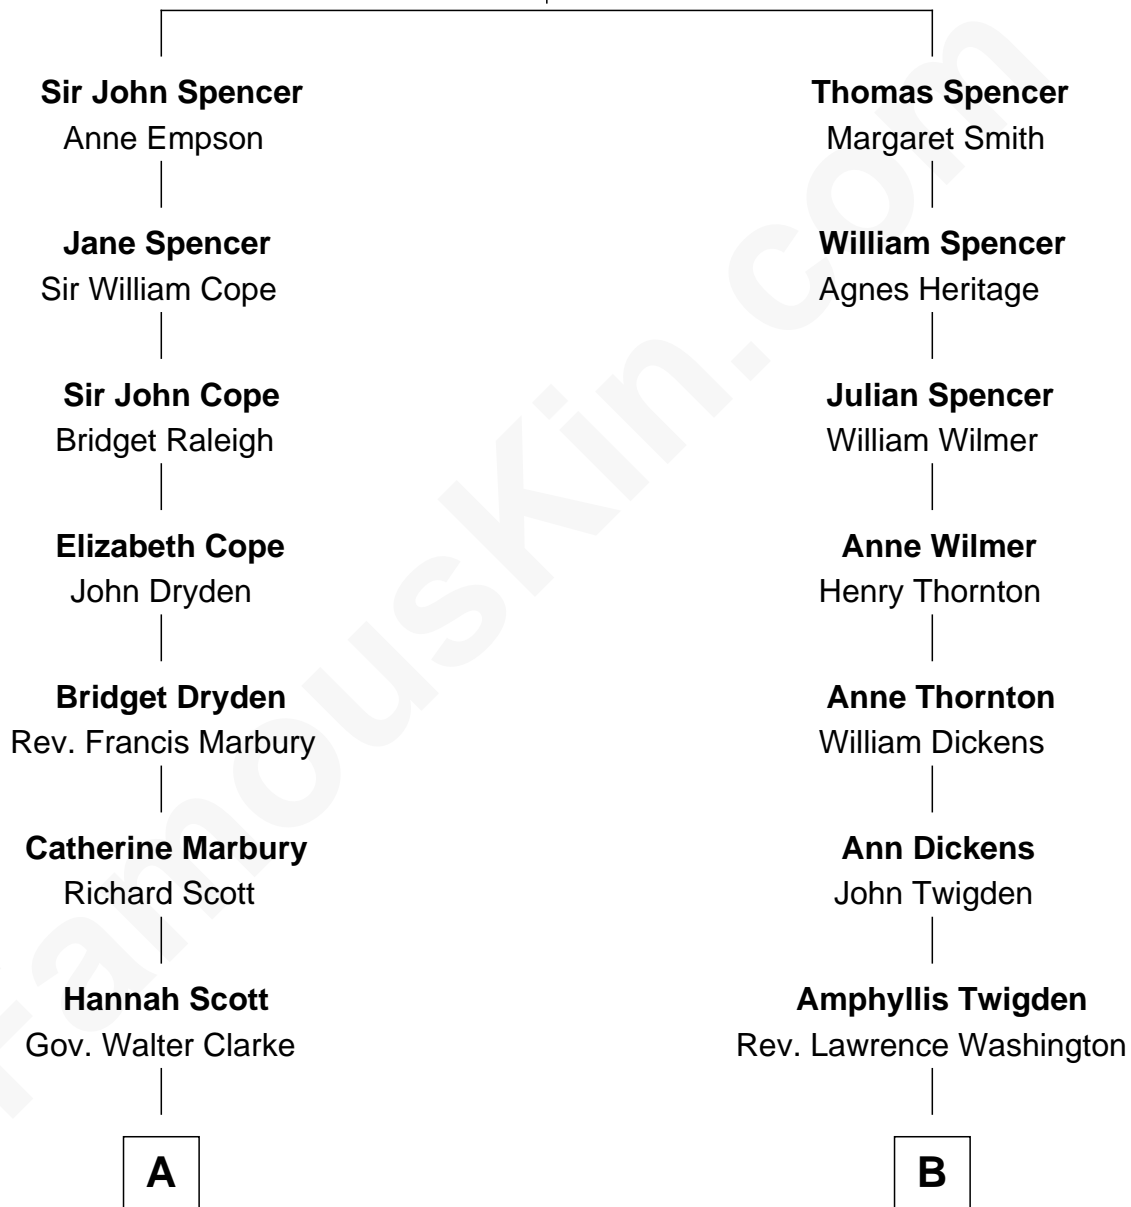 Sir John Spencer
Anne Empson
Thomas Spencer
Margaret Smith
Jane Spencer
Sir William Cope
William Spencer
Agnes Heritage
Sir John Cope
Bridget Raleigh
Julian Spencer
William Wilmer
Elizabeth Cope
John Dryden
Anne Wilmer
Henry Thornton
Bridget Dryden
Rev. Francis Marbury
Anne Thornton
William Dickens
Catherine Marbury
Richard Scott
Ann Dickens
John Twigden
Hannah Scott
Gov. Walter Clarke
Amphyllis Twigden
Rev. Lawrence Washington
A
B
FamousKin.com